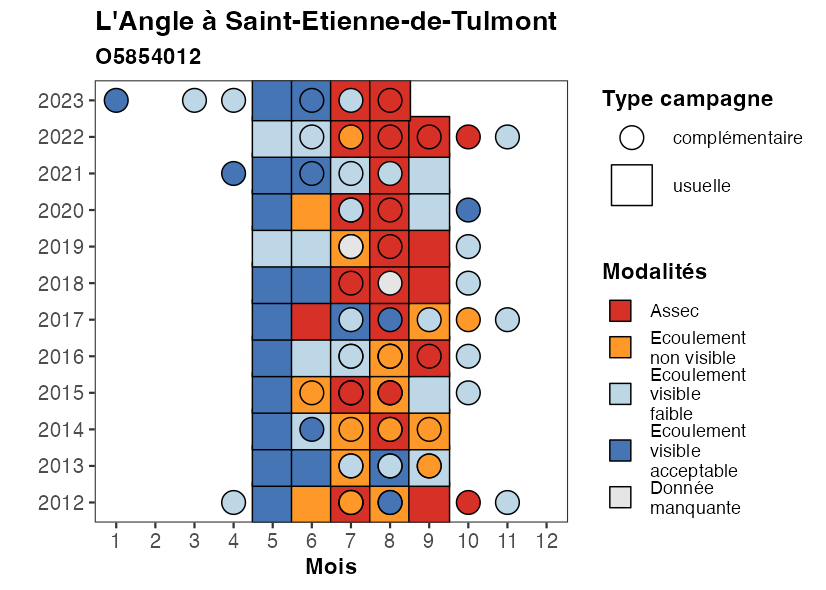 L'Angle à Saint-Etienne-de-Tulmont
O5854012
2023
2022
2021
2020
2019
2018
2017
2016
2015
2014
2013
2012
1 2 3 4 5 6 7 8 9 10 11 12
Mois
Type campagne
complémentaire
usuelle
Modalités
Assec
Ecoulement
non visible
Ecoulement
visible
faible
Ecoulement
visible
acceptable
Donnée
manquante